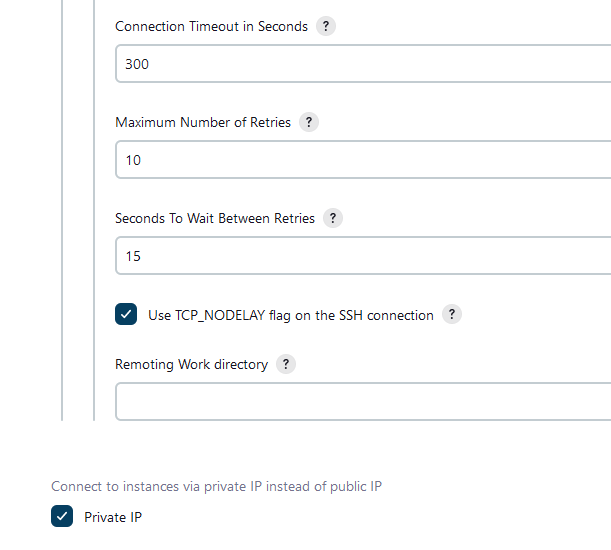 Connection Timeout in Seconds ?
300
Maximum Number of Retries ?
10
Seconds To Wait Between Retries ?
15
Use TCP_NODELAY flag on the SSH connection ?
Remoting Work directory ?
Connect to instances via private IP instead of public IP
Private IP